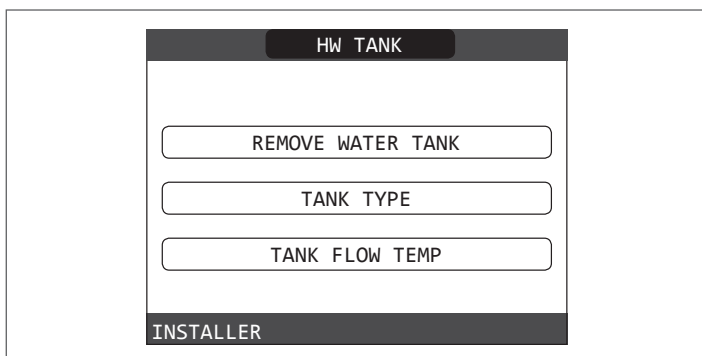 HW TANK
REMOVE WATER TANK
TANK TYPE
TANK FLOW TEMP
INSTALLER